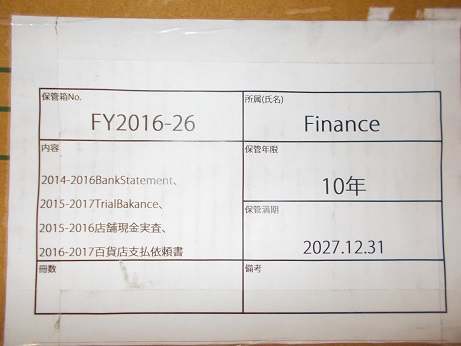 保管箱No.
FY2016-26
所属(氏名)
Finance
内容
2014-2016BankStatement、
2015-2017TrialBakance、
2015-2016店舗現金実査、
2016-2017百貨店支払依頼書
保管年限
10年
保管満期
2027.12.31
冊数
備考